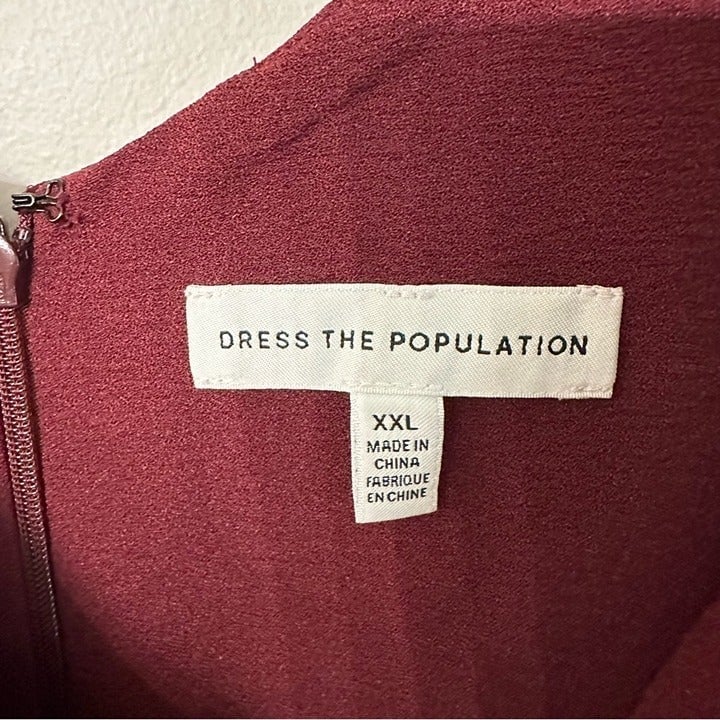 DRESS THE POPULATION
XXL
MADE IN
CHINA
FABRIQUE
EN CHINE